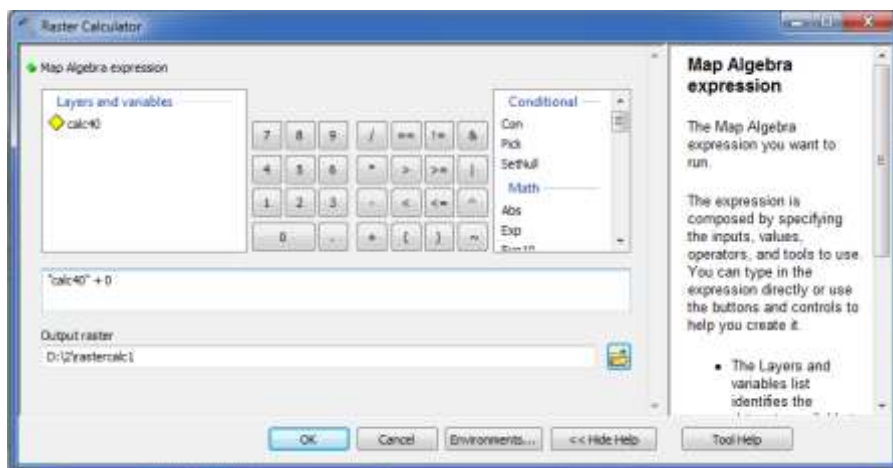 Raster Calculator
Map Algebra expression
Layers and variables
calc40
7 8 9 / == != &
4 5 6 * > >= |
1 2 3 - < <= ^
0 . + ( ) ~
Conditional
Con
Pick
SetNull
Math
Abs
Exp
"calc40" + 0
Output raster
D:\2\rastercalc1
OK
Cancel
Environments...
<< Hide Help
Tool Help
Map Algebra
expression
The Map Algebra
expression you want to
run.
The expression is
composed by specifying
the inputs, values,
operators, and tools to use.
You can type in the
expression directly or use
the buttons and controls to
help you create it.
• The Layers and
variables list
identifies the